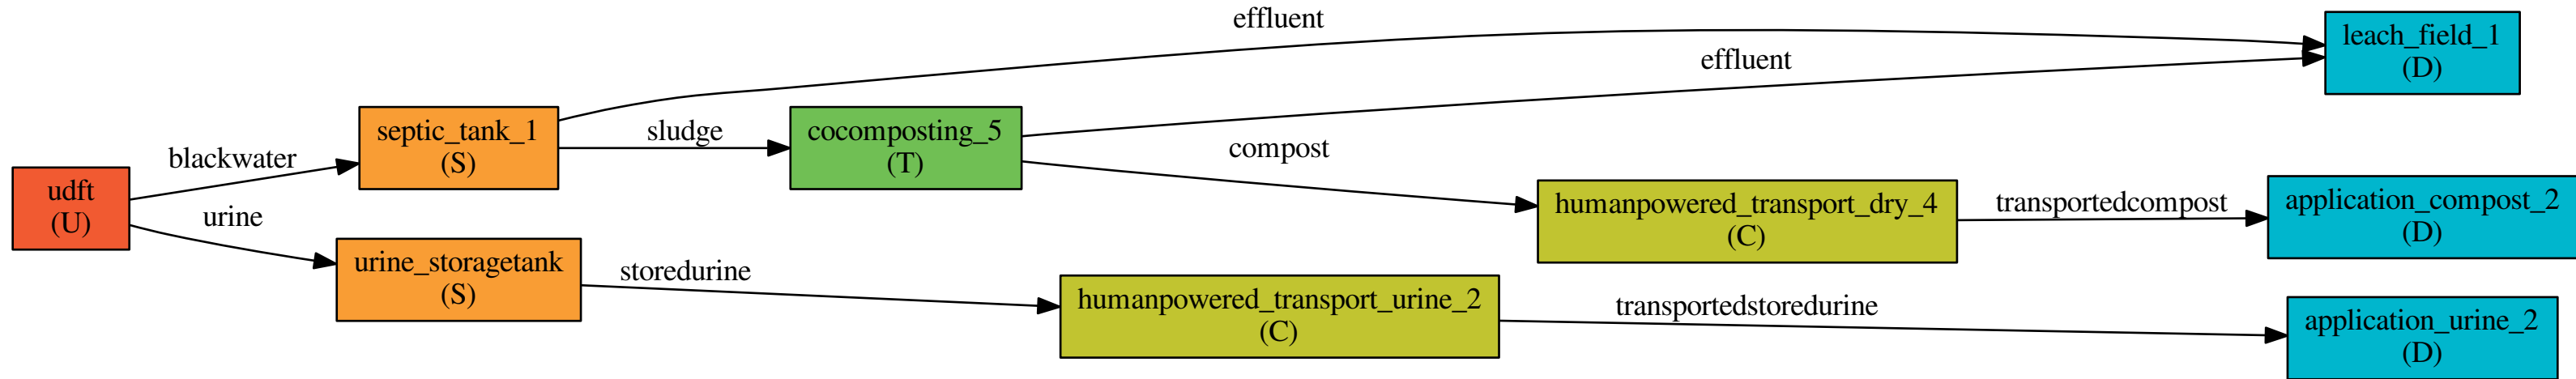 effluent
leach_field_1
(D)
effluent
septic_tank_1
(S)
sludge
cocomposting_5
(T)
blackwater
compost
udft
(U)
humanpowered_transport_dry_4
(C)
transportedcompost
application_compost_2
(D)
urine
urine_storagetank
(S)
storedurine
humanpowered_transport_urine_2
(C)
transportedstoredurine
application_urine_2
(D)